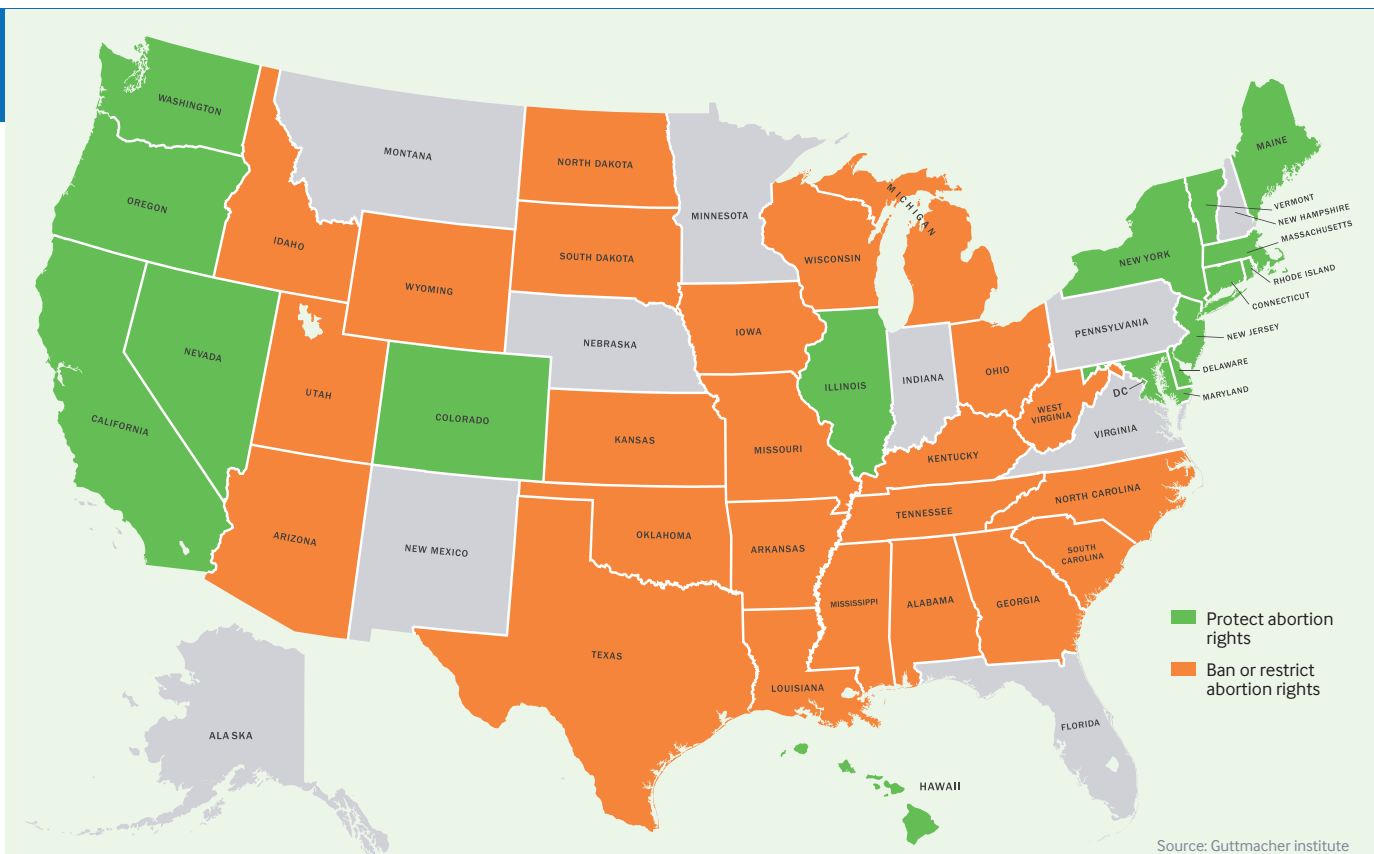 WASHINGTON
MONTANA
NORTH DAKOTA
MINNESOTA
MICHIGAN
MAINE
OREGON
IDAHO
SOUTH DAKOTA
WISCONSIN
VERMONT
NEW HAMPSHIRE
MASSACHUSETTS
NEW YORK
RHODE ISLAND
CONNECTICUT
WYOMING
IOWA
NEBRASKA
PENNSYLVANIA
NEW JERSEY
NEVADA
UTAH
COLORADO
ILLINOIS
INDIANA
OHIO
DELAWARE
DC
MARYLAND
CALIFORNIA
KANSAS
MISSOURI
WEST
VIRGINIA
VIRGINIA
KENTUCKY
ARIZONA
NEW MEXICO
OKLAHOMA
ARKANSAS
TENNESSEE
NORTH CAROLINA
SOUTH
CAROLINA
MISSISSIPPI
ALABAMA
GEORGIA
TEXAS
LOUISIANA
FLORIDA
ALASKA
HAWAII
Protect abortion
rights
Ban or restrict
abortion rights
Source: Guttmacher institute